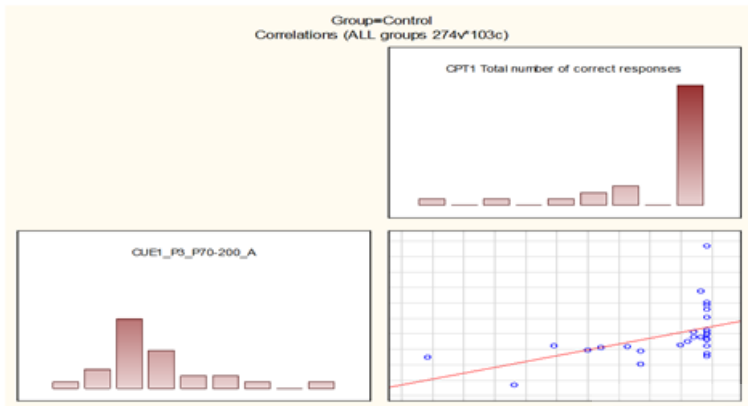 Group=Control
Correlations (ALL groups 274v*103c)
CPT1 Total number of correct responses
CUE1_P3_P70-200_A